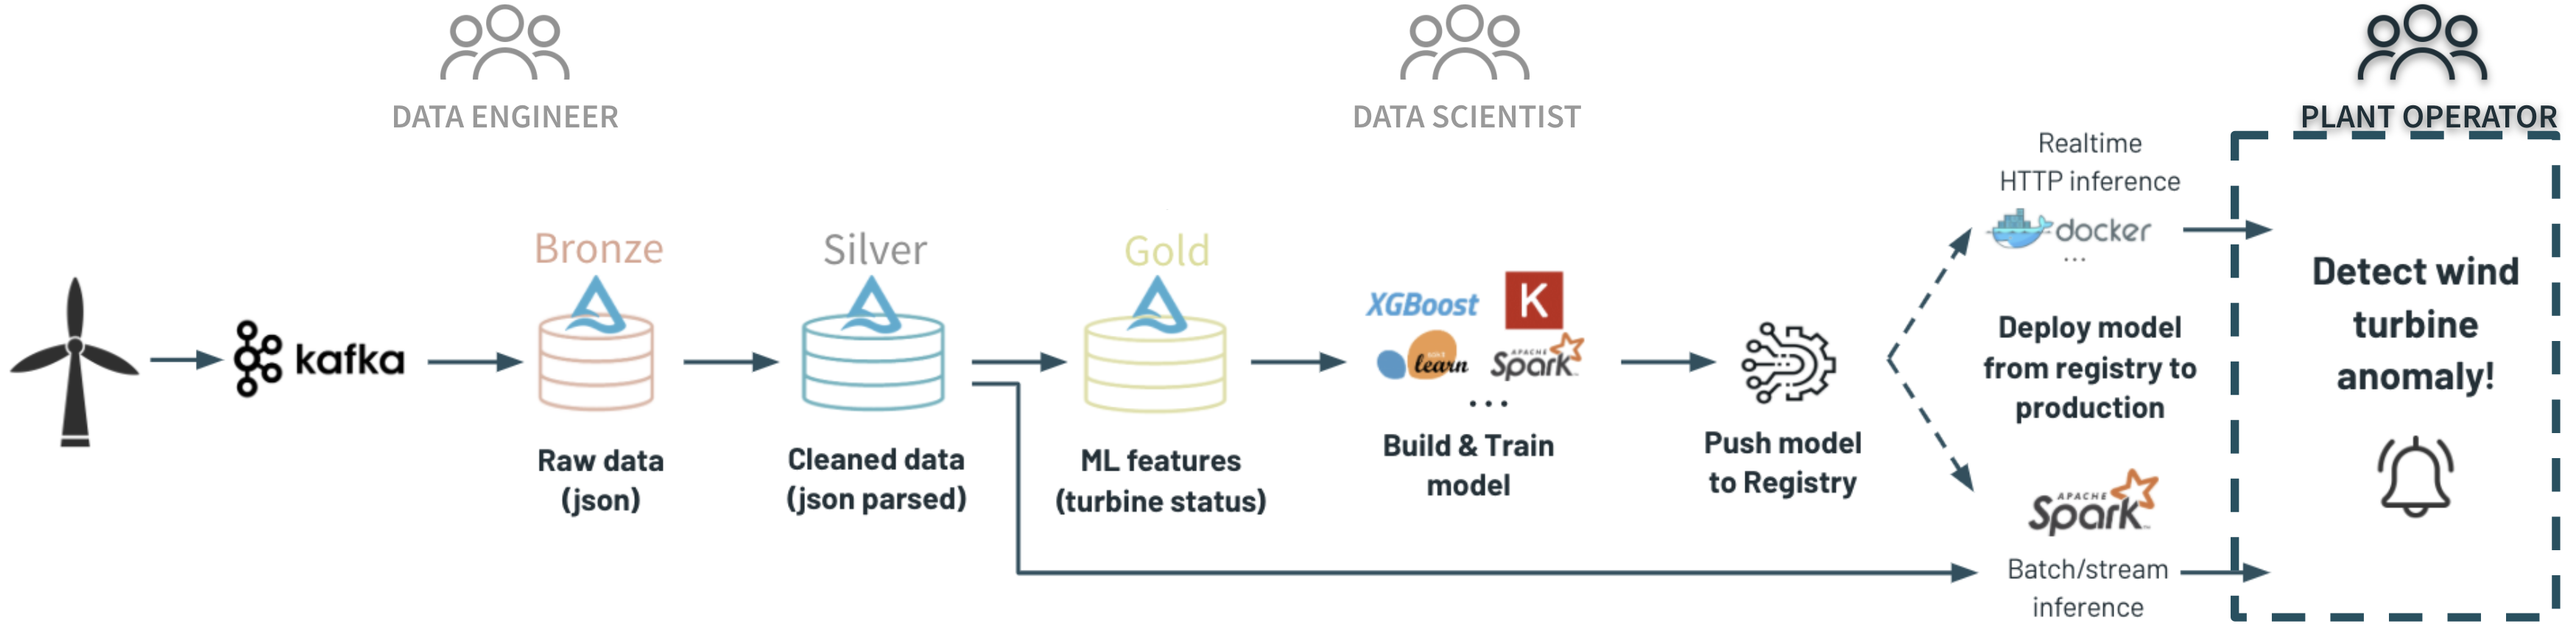 DATA ENGINEER
DATA SCIENTIST
PLANT OPERATOR
kafka
Bronze
Raw data
(json)
Silver
Cleaned data
(json parsed)
Gold
ML features
(turbine status)
XGBoost
K
learn
APACHE
Spark
...
Build & Train
model
Push model
to Registry
Realtime
HTTP inference
docker
...
Deploy model
from registry to
production
APACHE
Spark
Batch/stream
inference
Detect wind
turbine
anomaly!